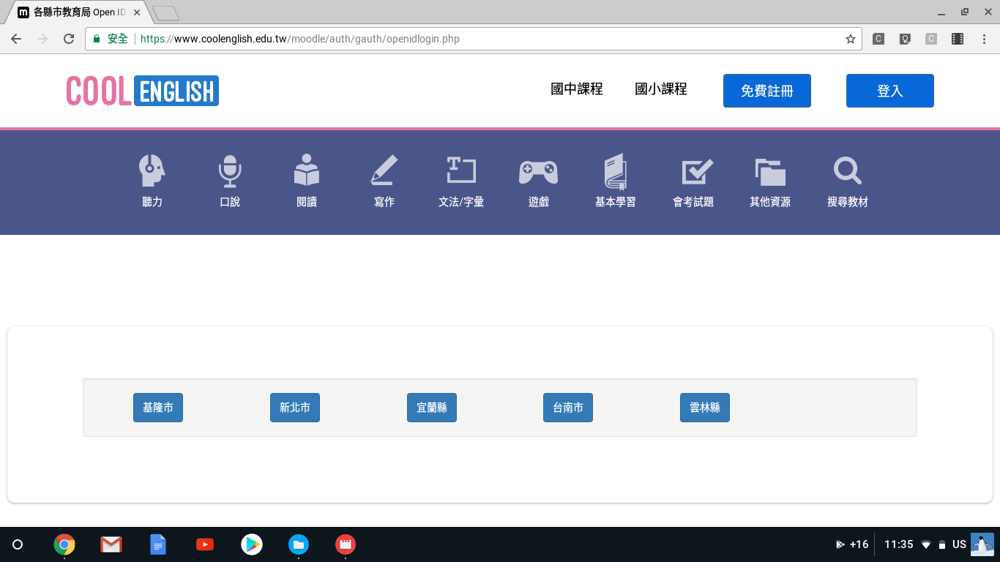 各縣市教育局 Open ID
安全 https://www.coolenglish.edu.tw/moodle/auth/gauth/openidlogin.php
COOL ENGLISH
國中課程 國小課程 免費註冊 登入
聽力 口說 閱讀 寫作 文法/字彙 遊戲 基本學習 會考試題 其他資源 搜尋教材
基隆市 新北市 宜蘭縣 台南市 雲林縣
+16 11:35 US